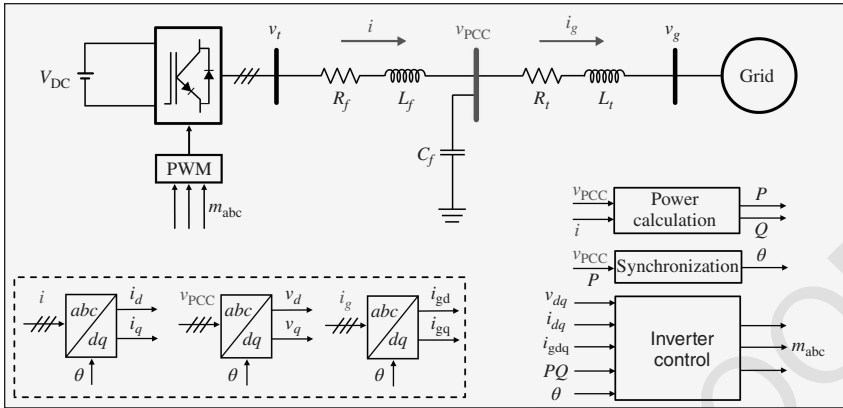 v_t
i
v_PCC
i_g
v_g
V_DC
R_f
L_f
R_t
L_t
Grid
C_f
PWM
m_abc
v_PCC
i
Power calculation
P
Q
v_PCC
P
Synchronization
θ
i
abc
dq
i_d
i_q
θ
v_PCC
abc
dq
v_d
v_q
θ
i_g
abc
dq
i_gd
i_gq
θ
v_dq
i_dq
i_gdq
PQ
θ
Inverter control
m_abc